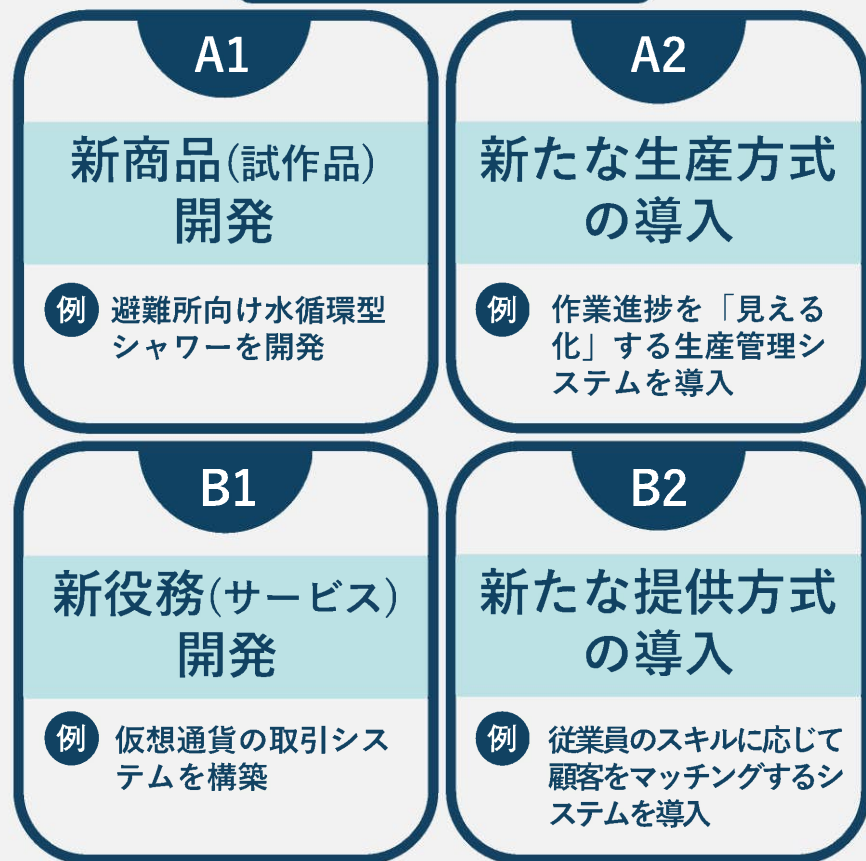 A1
新商品(試作品)
開発
例 避難所向け水循環型
シャワーを開発
A2
新たな生産方式
の導入
例 作業進捗を「見える
化」する生産管理シ
ステムを導入
B1
新役務(サービス)
開発
例 仮想通貨の取引シス
テムを構築
B2
新たな提供方式
の導入
例 従業員のスキルに応じて
顧客をマッチングするシ
ステムを導入